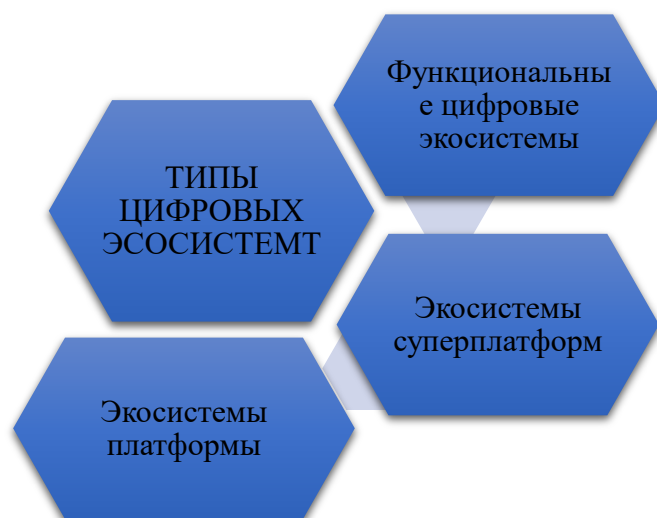 Функциональны
е цифровые
экосистемы
ТИПЫ
ЦИФРОВЫХ
ЭСОСИСТЕМТ
Экосистемы
суперплатформ
Экосистемы
платформы